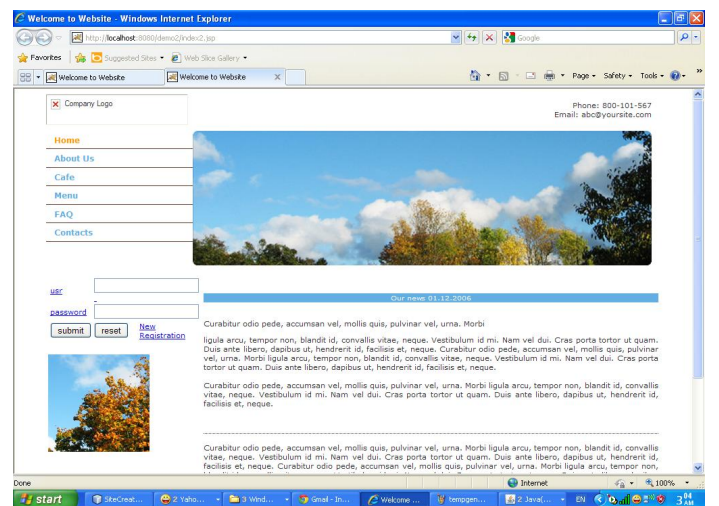 Welcome to Website - Windows Internet Explorer
http://localhost:8080/demo2/index2.jsp
Google
Favorites
Suggested Sites
Web Slice Gallery
Welcome to Website
Welcome to Website
X
Page
Safety
Tools
Company Logo
Phone: 800-101-567
Email: abc@yoursite.com
Home
About Us
Cafe
Menu
FAQ
Contacts
usr
password
submit
reset
New
Registration
Our news 01.12.2006
Curabitur odio pede, accumsan vel, mollis quis, pulvinar vel, urna. Morbi
ligula arcu, tempor non, blandit id, convallis vitae, neque. Vestibulum id mi. Nam vel dui. Cras porta tortor ut quam.
Duis ante libero, dapibus ut, hendrerit id, facilisis et, neque. Curabitur odio pede, accumsan vel, mollis quis, pulvinar
vel, urna. Morbi ligula arcu, tempor non, blandit id, convallis vitae, neque. Vestibulum id mi. Nam vel dui. Cras porta
tortor ut quam. Duis ante libero, dapibus ut, hendrerit id, facilisis et, neque.
Curabitur odio pede, accumsan vel, mollis quis, pulvinar vel, urna. Morbi ligula arcu, tempor non, blandit id, convallis
vitae, neque. Vestibulum id mi. Nam vel dui. Cras porta tortor ut quam. Duis ante libero, dapibus ut, hendrerit id,
facilisis et, neque.
Curabitur odio pede, accumsan vel, mollis quis, pulvinar vel, urna. Morbi ligula arcu, tempor non, blandit id, convallis
vitae, neque. Vestibulum id mi. Nam vel dui. Cras porta tortor ut quam. Duis ante libero, dapibus ut, hendrerit id,
facilisis et, neque. Curabitur odio pede, accumsan vel, mollis quis, pulvinar vel, urna. Morbi ligula arcu, tempor non,
Done
Internet
100%
start
SiteCreat...
2 Yaho...
3 Wind...
Gmail - In...
Welcome ...
tempgen...
2 Java(...
EN
3 04 AM